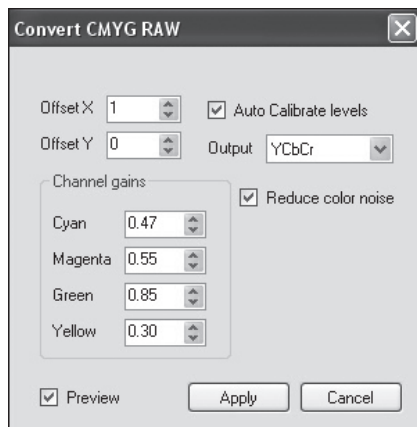 Convert CMYG RAW
Offset X 1
Auto Calibrate levels
Offset Y 0
Output YCbCr
Channel gains
Reduce color noise
Cyan 0.47
Magenta 0.55
Green 0.85
Yellow 0.30
Preview
Apply
Cancel